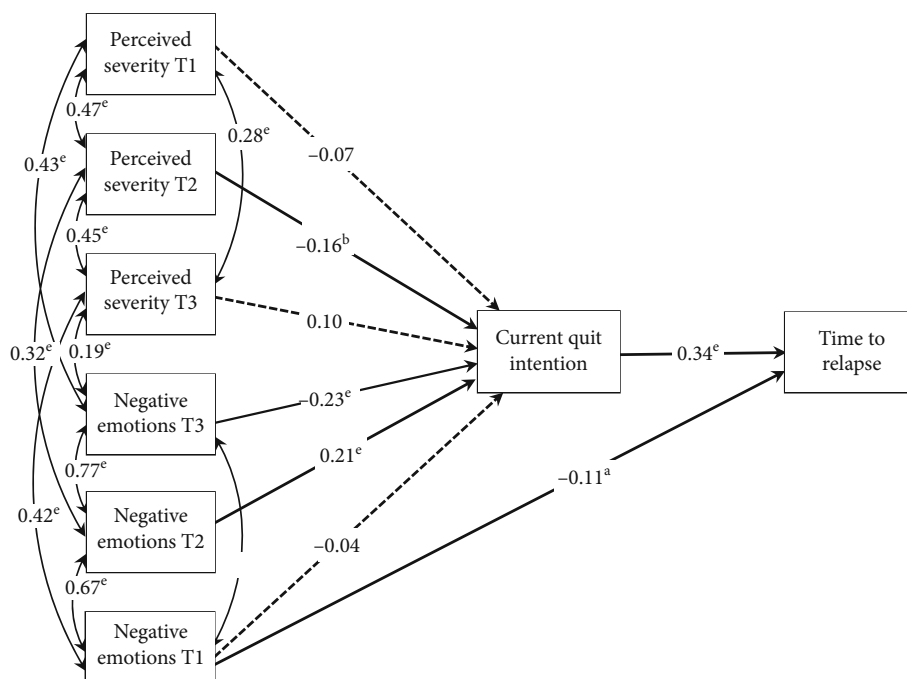 Perceived
severity T1
0.47e
0.28e
–0.07
0.43e
Perceived
severity T2
–0.16b
0.45e
Perceived
severity T3
0.10
Current quit
intention
0.34e
Time to
relapse
0.32e
0.19e
Negative
emotions T3
–0.23e
0.77e
0.21e
–0.11a
0.42e
Negative
emotions T2
–0.04
0.67e
Negative
emotions T1